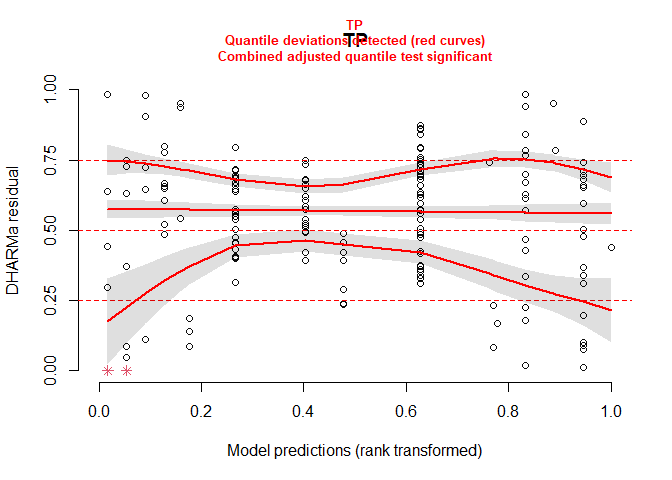 TP
TP
Quantile deviations detected (red curves)
Combined adjusted quantile test significant
1.00
0.75
0.50
0.25
0.00
DHARMa residual
0.0 0.2 0.4 0.6 0.8 1.0
Model predictions (rank transformed)